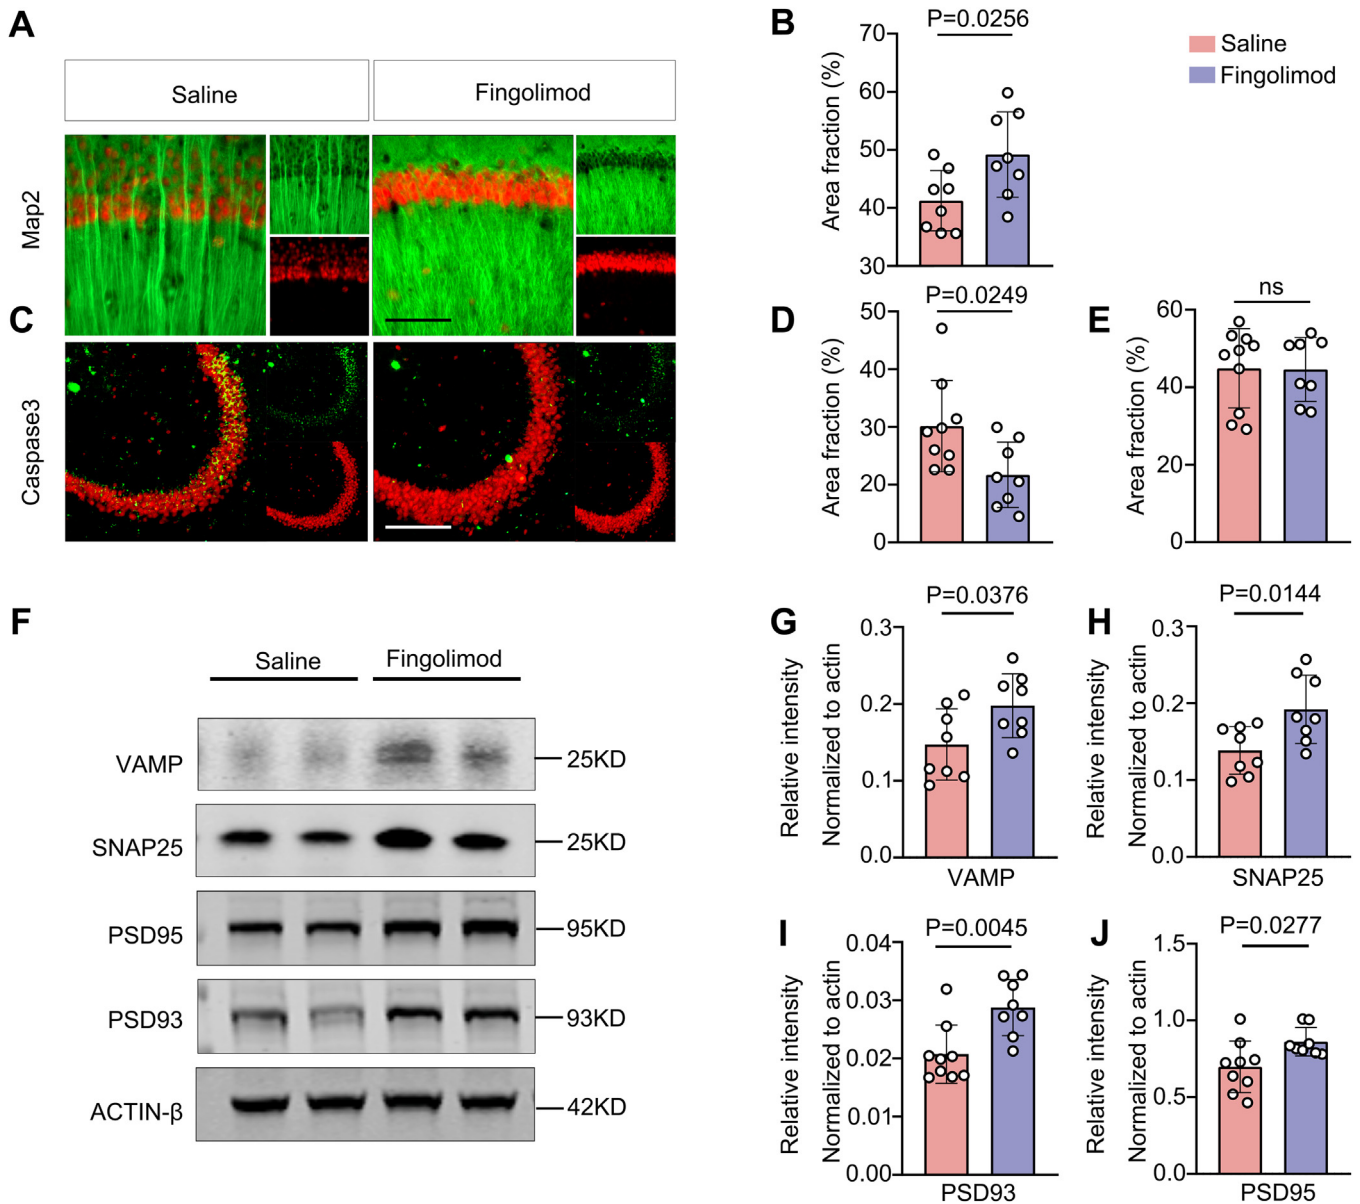 A
Saline
Fingolimod
Map2
C
Caspase3
B
P=0.0256
Area fraction (%)
70
60
50
40
30
Saline
Fingolimod
D
P=0.0249
Area fraction (%)
50
40
30
20
0
E
ns
Area fraction (%)
60
40
20
0
F
Saline
Fingolimod
VAMP
25KD
SNAP25
25KD
PSD95
95KD
PSD93
93KD
ACTIN-β
42KD
G
P=0.0376
Relative intensity
Normalized to actin
0.3
0.2
0.1
0.0
VAMP
H
P=0.0144
Relative intensity
Normalized to actin
0.3
0.2
0.1
0.0
SNAP25
I
P=0.0045
Relative intensity
Normalized to actin
0.04
0.03
0.02
0.01
0.00
PSD93
J
P=0.0277
Relative intensity
Normalized to actin
1.5
1.0
0.5
0.0
PSD95